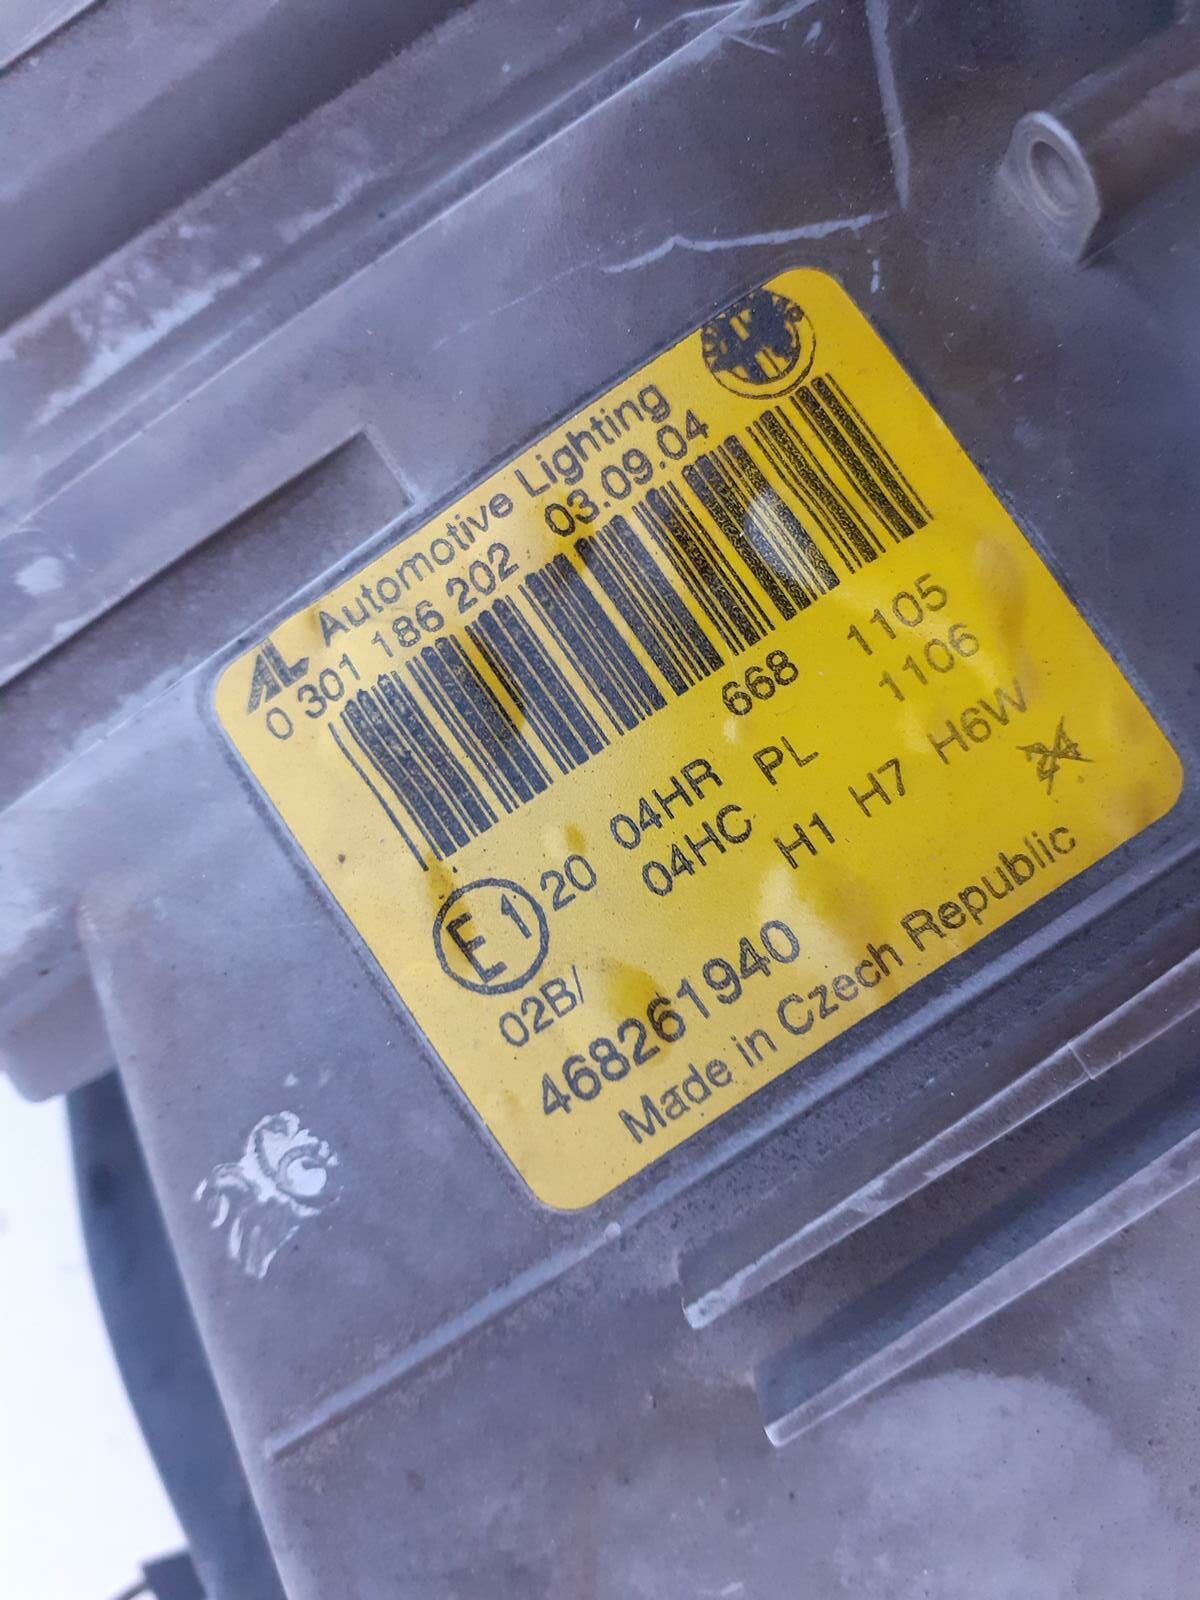 AL Automotive Lighting
0 301 186 202 03.09.04
668
E1 20 04HR 1105
04HC PL 1106
02B/ H1 H7 H6W
468261940
Made in Czech Republic